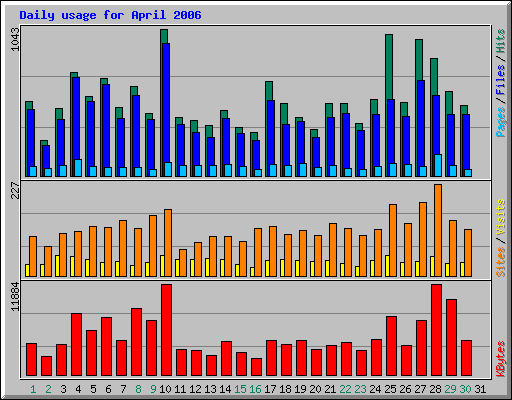 Daily usage for April 2006
1043
Pages / Files / Hits
227
Sites / Visits
11884
KBytes
1 2 3 4 5 6 7 8 9 10 11 12 13 14 15 16 17 18 19 20 21 22 23 24 25 26 27 28 29 30 31